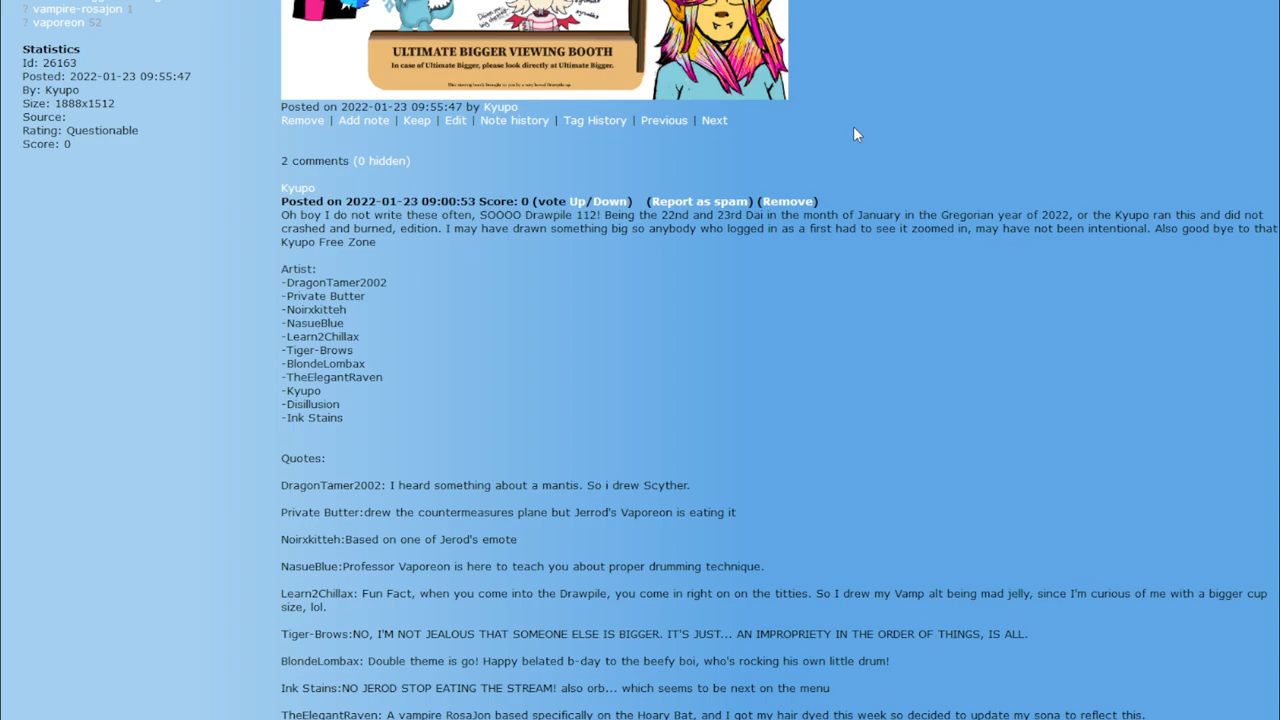 ? vampire-rosajon 1
? vaporeon 52
Statistics
Id: 26163
Posted: 2022-01-23 09:55:47
By: Kyupo
Size: 1888x1512
Source:
Rating: Questionable
Score: 0
ULTIMATE BIGGER VIEWING BOOTH
In case of Ultimate Bigger, please look directly at Ultimate Bigger.
Posted on 2022-01-23 09:55:47 by Kyupo
Remove | Add note | Keep | Edit | Note history | Tag History | Previous | Next
2 comments (0 hidden)
Kyupo
Posted on 2022-01-23 09:00:53 Score: 0 (vote Up/Down) (Report as spam) (Remove)
Oh boy I do not write these often, SOOOO Drawpile 112! Being the 22nd and 23rd Dai in the month of January in the Gregorian year of 2022, or the Kyupo ran this and did not
crashed and burned, edition. I may have drawn something big so anybody who logged in as a first had to see it zoomed in, may have not been intentional. Also good bye to that
Kyupo Free Zone
Artist:
-DragonTamer2002
-Private Butter
-Noirxkitteh
-NasueBlue
-Learn2Chillax
-Tiger-Brows
-BlondeLombax
-TheElegantRaven
-Kyupo
-Disillusion
-Ink Stains
Quotes:
DragonTamer2002: I heard something about a mantis. So i drew Scyther.
Private Butter:drew the countermeasures plane but Jerrod's Vaporeon is eating it
Noirxkitteh:Based on one of Jerod's emote
NasueBlue:Professor Vaporeon is here to teach you about proper drumming technique.
Learn2Chillax: Fun Fact, when you come into the Drawpile, you come in right on on the titties. So I drew my Vamp alt being mad jelly, since I'm curious of me with a bigger cup
size, lol.
Tiger-Brows:NO, I'M NOT JEALOUS THAT SOMEONE ELSE IS BIGGER. IT'S JUST... AN IMPROPRIETY IN THE ORDER OF THINGS, IS ALL.
BlondeLombax: Double theme is go! Happy belated b-day to the beefy boi, who's rocking his own little drum!
Ink Stains:NO JEROD STOP EATING THE STREAM! also orb... which seems to be next on the menu
TheElegantRaven: A vampire RosaJon based specifically on the Hoary Bat, and I got my hair dyed this week so decided to update my sona to reflect this.